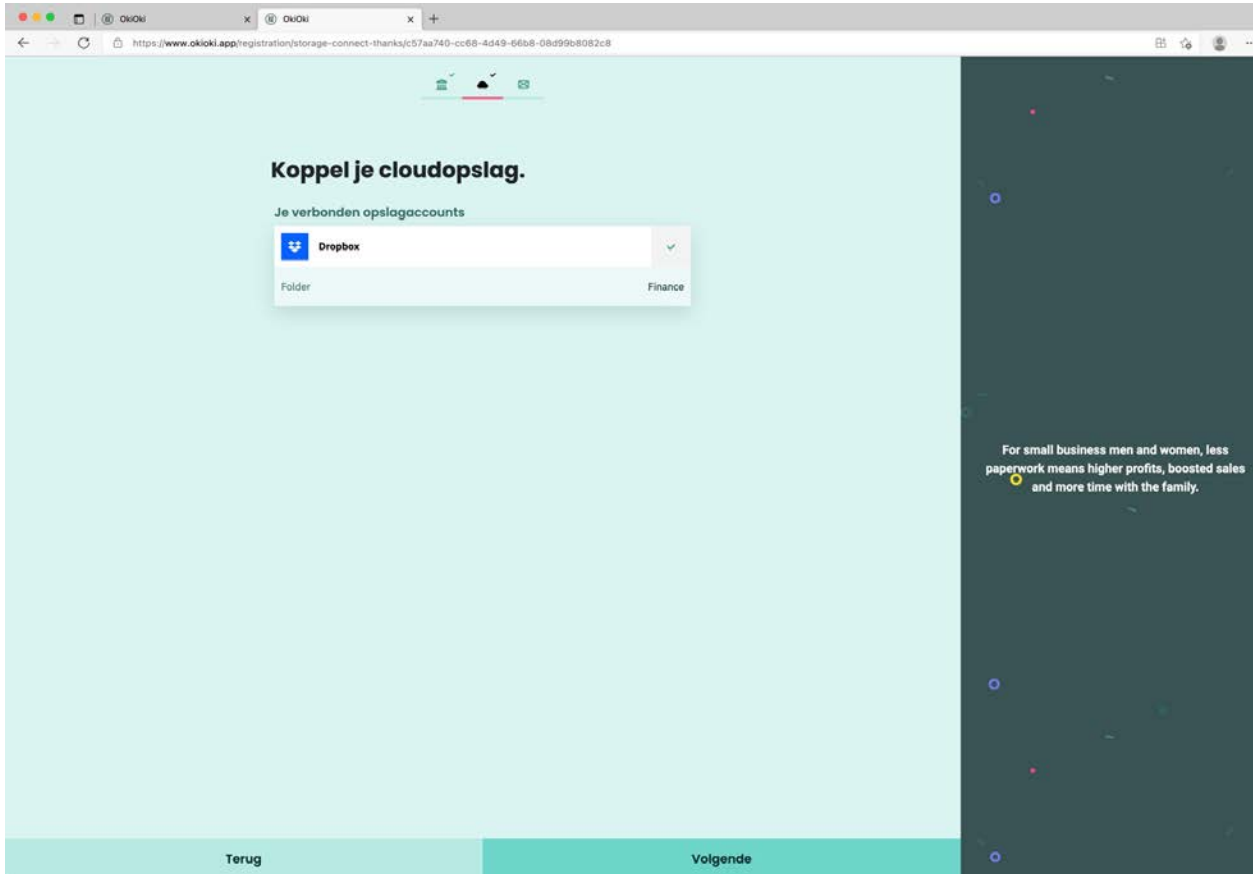 OkiOki
OkiOki
https://www.okioki.app/registration/storage-connect-thanks/c57aa740-cc68-4d49-66b8-08d99b8082c8
Koppel je cloudopslag.
Je verbonden opslagaccounts
Dropbox
Folder Finance
For small business men and women, less
paperwork means higher profits, boosted sales
and more time with the family.
Terug
Volgende